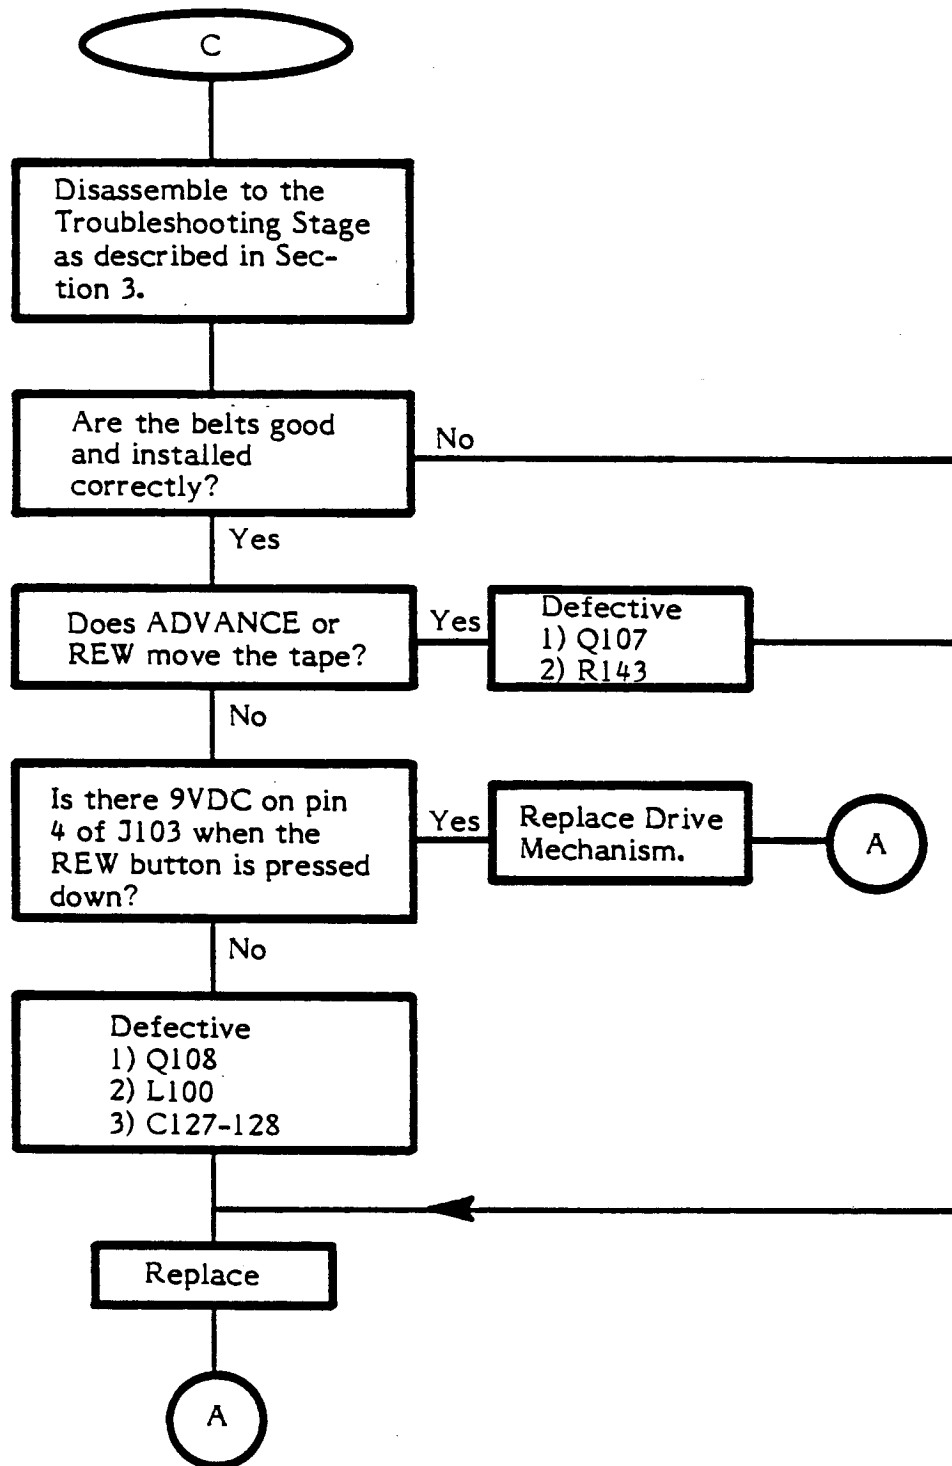 C
Disassemble to the
Troubleshooting Stage
as described in Sec-
tion 3.
Are the belts good
and installed
correctly?
No
Yes
Does ADVANCE or
REW move the tape?
Yes
Defective
1) Q107
2) R143
No
Is there 9VDC on pin
4 of J103 when the
REW button is pressed
down?
Yes
Replace Drive
Mechanism.
A
No
Defective
1) Q108
2) L100
3) C127-128
Replace
A